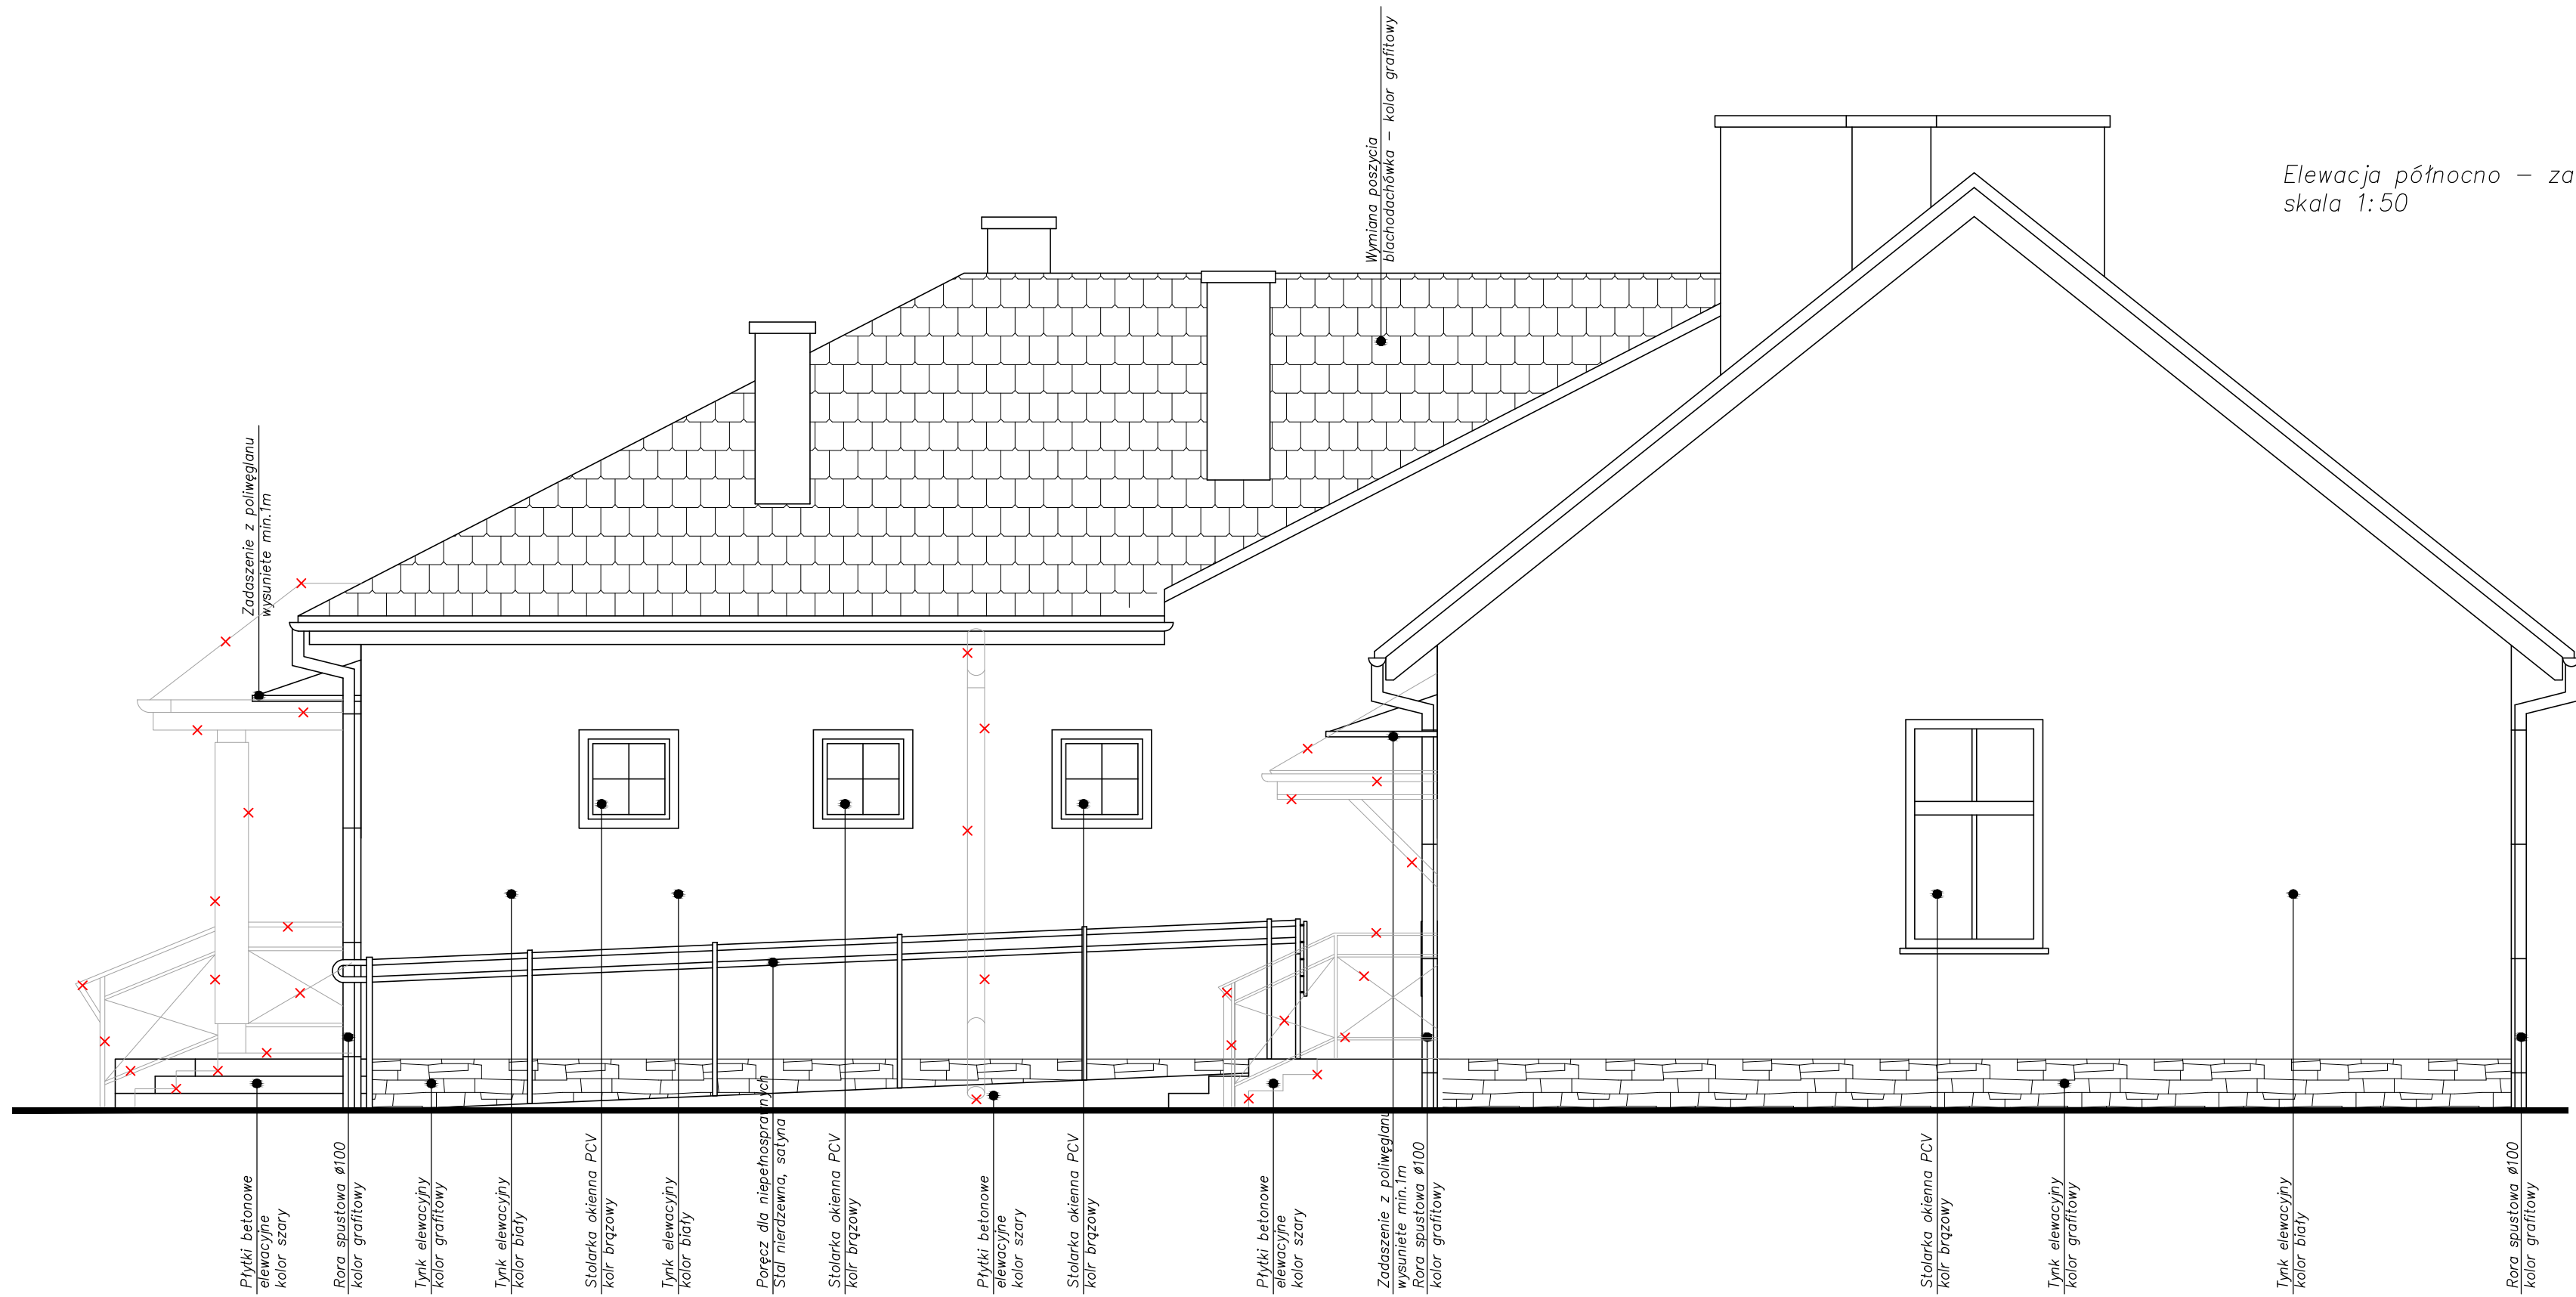 Wymiana poszycia
blachodachówka – kolor grafitowy
Elewacja północno – za
skala 1:50
Zadaszenie z poliwęglanu
wysuniete min.1m
Płytki betonowe
elewacyjne
kolor szary
Rora spustowa ø100
kolor grafitowy
Tynk elewacyjny
kolor grafitowy
Tynk elewacyjny
kolor biały
Stolarka okienna PCV
kolr brązowy
Tynk elewacyjny
kolor biały
Poręcz dla niepełnosprawnych
Stal nierdzewna, satyna
Stolarka okienna PCV
kolr brązowy
Płytki betonowe
elewacyjne
kolor szary
Stolarka okienna PCV
kolr brązowy
Płytki betonowe
elewacyjne
kolor szary
Zadaszenie z poliwęglanu
wysuniete min.1m
Rora spustowa ø100
kolor grafitowy
Stolarka okienna PCV
kolr brązowy
Tynk elewacyjny
kolor grafitowy
Tynk elewacyjny
kolor biały
Rora spustowa ø100
kolor grafitowy